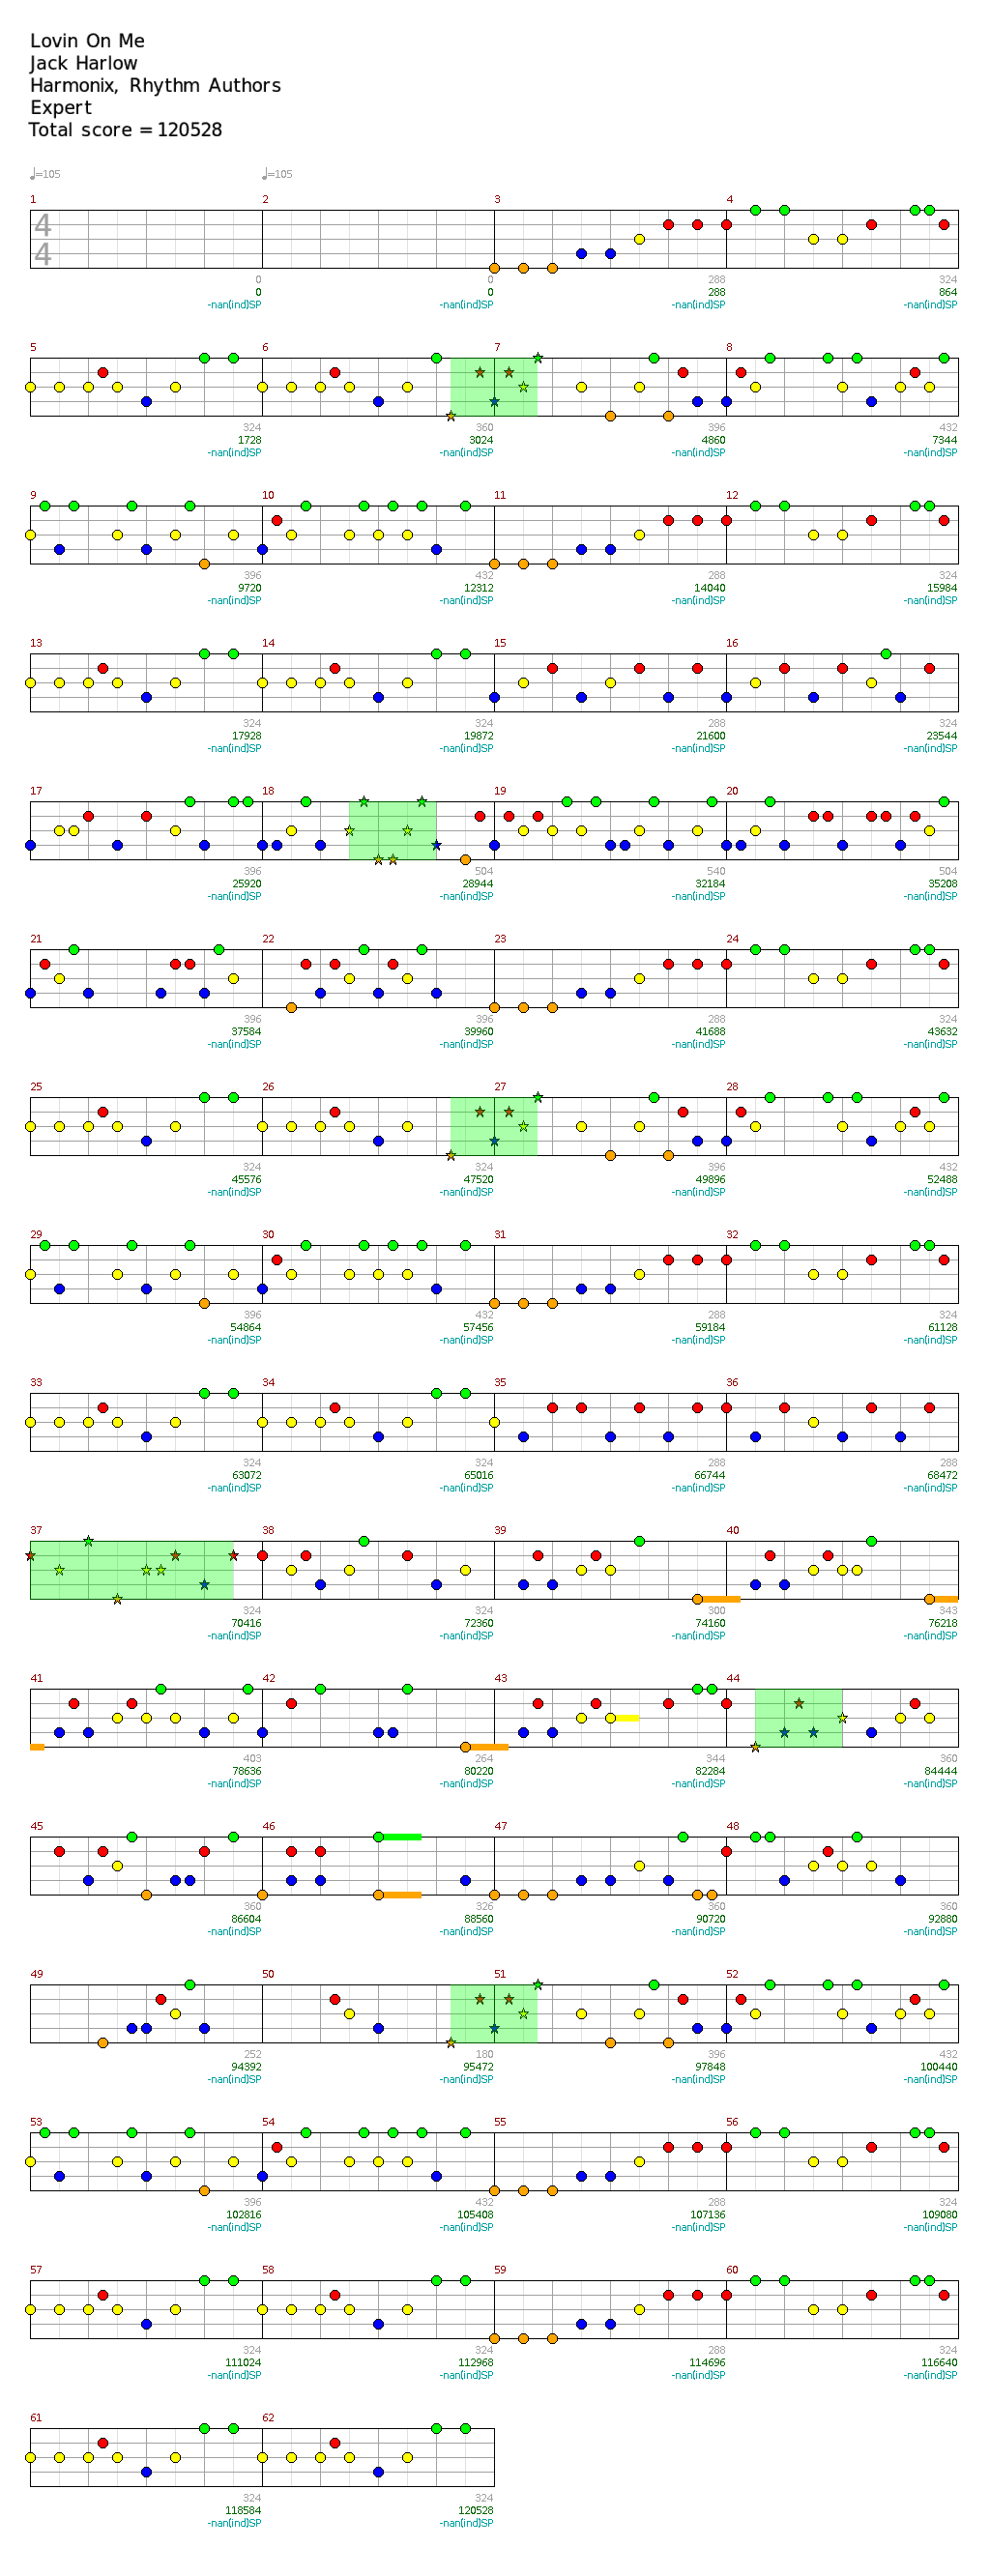 Lovin On Me
Jack Harlow
Harmonix, Rhythm Authors
Expert
Total score = 120528
♩=105 ♩=105
1 2 3 4
4
4
0 0 288 324
0 0 288 864
-nan(ind)SP -nan(ind)SP -nan(ind)SP -nan(ind)SP
5 6 7 8
324 360 396 432
1728 3024 4860 7344
-nan(ind)SP -nan(ind)SP -nan(ind)SP -nan(ind)SP
9 10 11 12
396 432 288 324
9720 12312 14040 15984
-nan(ind)SP -nan(ind)SP -nan(ind)SP -nan(ind)SP
13 14 15 16
324 324 288 324
17928 19872 21600 23544
-nan(ind)SP -nan(ind)SP -nan(ind)SP -nan(ind)SP
17 18 19 20
396 504 540 504
25920 28944 32184 35208
-nan(ind)SP -nan(ind)SP -nan(ind)SP -nan(ind)SP
21 22 23 24
396 396 288 324
37584 39960 41688 43632
-nan(ind)SP -nan(ind)SP -nan(ind)SP -nan(ind)SP
25 26 27 28
324 324 396 432
45576 47520 49896 52488
-nan(ind)SP -nan(ind)SP -nan(ind)SP -nan(ind)SP
29 30 31 32
396 432 288 324
54864 57456 59184 61128
-nan(ind)SP -nan(ind)SP -nan(ind)SP -nan(ind)SP
33 34 35 36
324 324 288 288
63072 65016 66744 68472
-nan(ind)SP -nan(ind)SP -nan(ind)SP -nan(ind)SP
37 38 39 40
324 324 300 343
70416 72360 74160 76218
-nan(ind)SP -nan(ind)SP -nan(ind)SP -nan(ind)SP
41 42 43 44
403 264 344 360
78636 80220 82284 84444
-nan(ind)SP -nan(ind)SP -nan(ind)SP -nan(ind)SP
45 46 47 48
360 326 360 360
86604 88560 90720 92880
-nan(ind)SP -nan(ind)SP -nan(ind)SP -nan(ind)SP
49 50 51 52
252 180 396 432
94392 95472 97848 100440
-nan(ind)SP -nan(ind)SP -nan(ind)SP -nan(ind)SP
53 54 55 56
396 432 288 324
102816 105408 107136 109080
-nan(ind)SP -nan(ind)SP -nan(ind)SP -nan(ind)SP
57 58 59 60
324 324 288 324
111024 112968 114696 116640
-nan(ind)SP -nan(ind)SP -nan(ind)SP -nan(ind)SP
61 62
324 324
118584 120528
-nan(ind)SP -nan(ind)SP